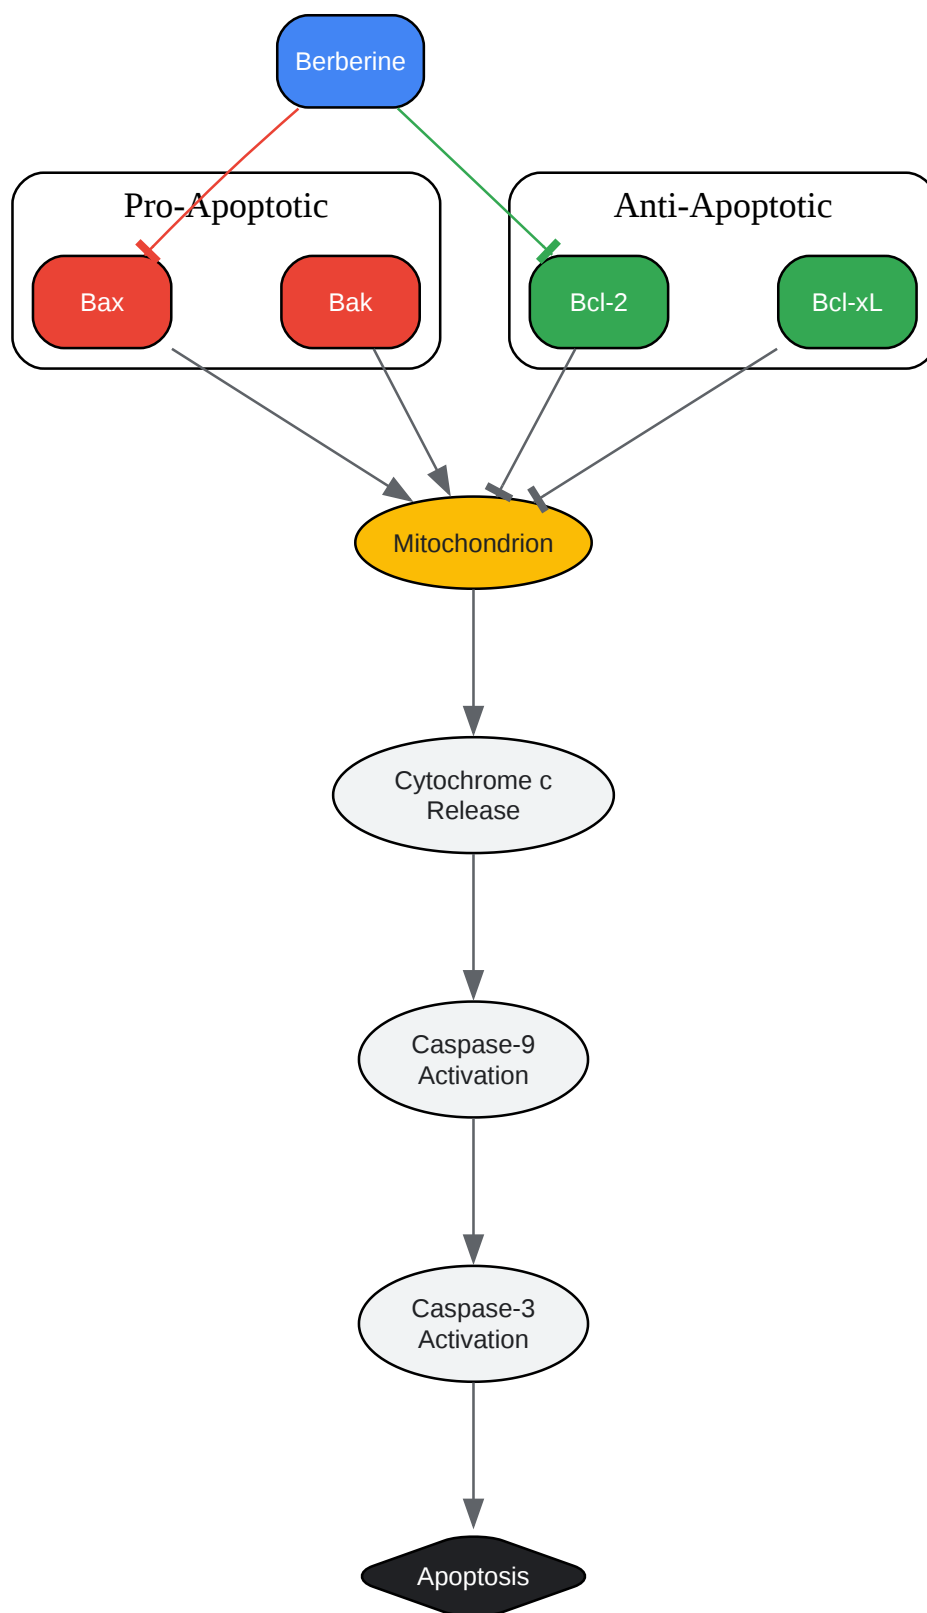 Berberine
Pro-Apoptotic
Anti-Apoptotic
Bax
Bak
Bcl-2
Bcl-xL
Mitochondrion
Cytochrome c
Release
Caspase-9
Activation
Caspase-3
Activation
Apoptosis